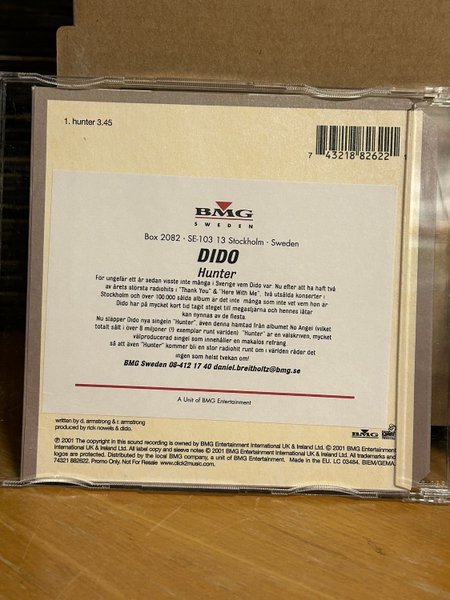 1. hunter 3.45
7 43218 82622
BMG
SWEDEN
Box 2082 · SE-103 13 Stockholm · Sweden
DIDO
Hunter
För ungefär ett år sedan visste inte många i Sverige vem Dido var. Nu efter att ha haft två
av årets största radiohits i "Thank You" & "Here With Me", två utsålda konserter i
Stockholm och över 100.000 sålda album är det inte många som inte vet vem hon är
Dido har på mycket kort tid tagit steget till megastjärna och hennes låtar
kan nynnas av de flesta.
Nu släpper Dido nya singeln "Hunter", även denna hämtad från albumet No Angel (vilket
totalt sålt i över 8 miljoner (!) exemplar runt världen) "Hunter" är en välskriven, mycket
välproducerad singel som innehåller en makalös refrang
så att även "Hunter" kommer bli en stor radiohit runt om i världen råder det
ingen som helst tvekan om!
BMG Sweden 08-412 17 40 daniel.breitholtz@bmg.se
A Unit of BMG Entertainment
written by d. armstrong & r. armstrong
produced by rick nowels & dido.
BMG
℗ 2001 The copyright in this sound recording is owned by BMG Entertainment International UK & Ireland Ltd. © 2001 BMG Entertainment
International UK & Ireland Ltd. All label copy and sleeve notes © 2001 BMG Entertainment International UK & Ireland Ltd. All trademarks and
logos are protected. Distributed by the local BMG company, a unit of BMG Entertainment. Made in the EU. LC 03484. BIEM/GEMA.
74321 882622. Promo Only. Not For Resale www.click2music.com